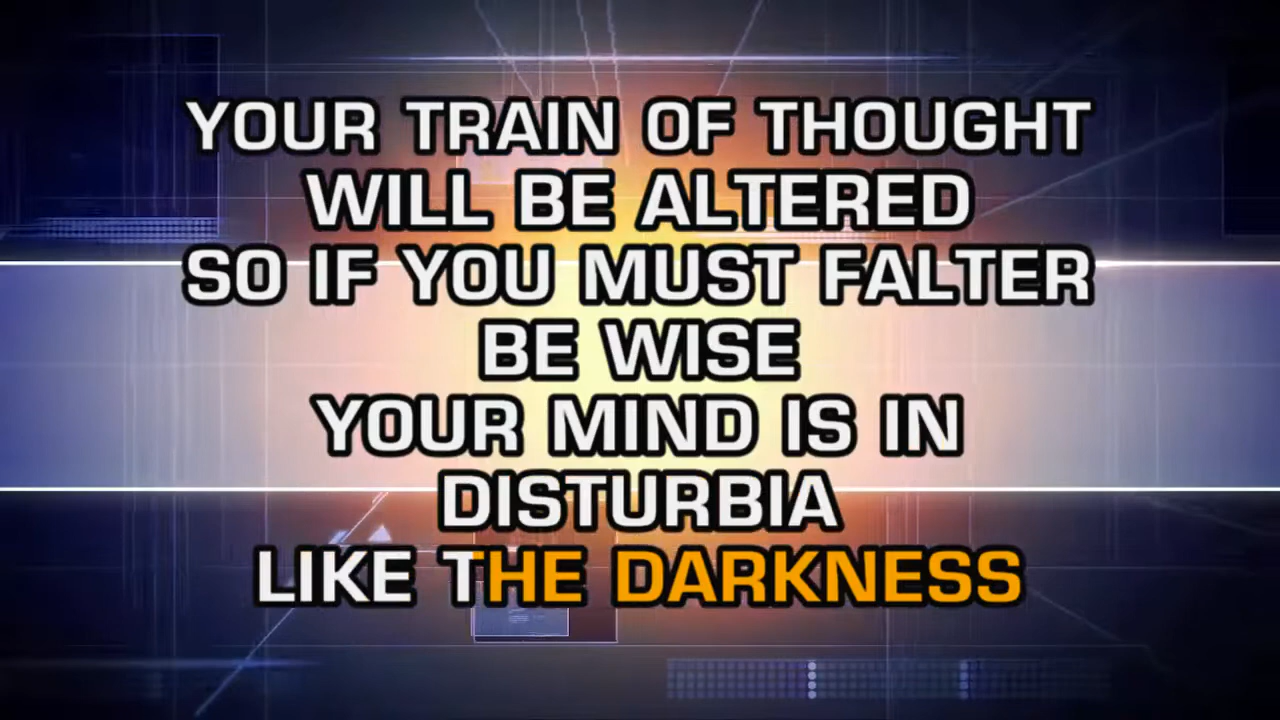 YOUR TRAIN OF THOUGHT
WILL BE ALTERED
SO IF YOU MUST FALTER
BE WISE
YOUR MIND IS IN
DISTURBIA
LIKE THE DARKNESS